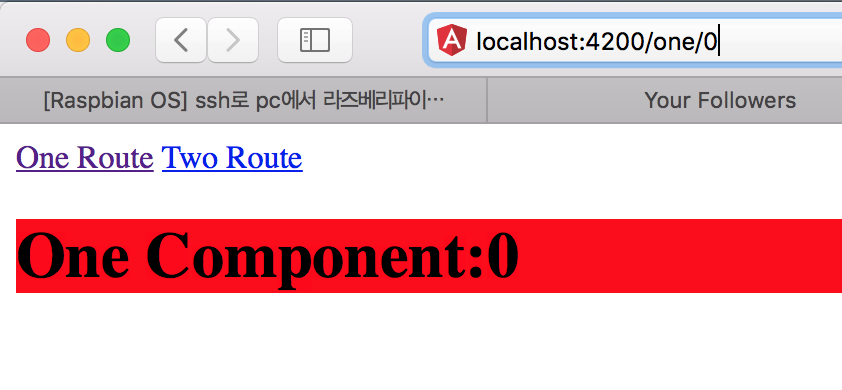 localhost:4200/one/0
[Raspbian OS] ssh로 pc에서 라즈베리파이…
Your Followers
One Route Two Route
One Component:0